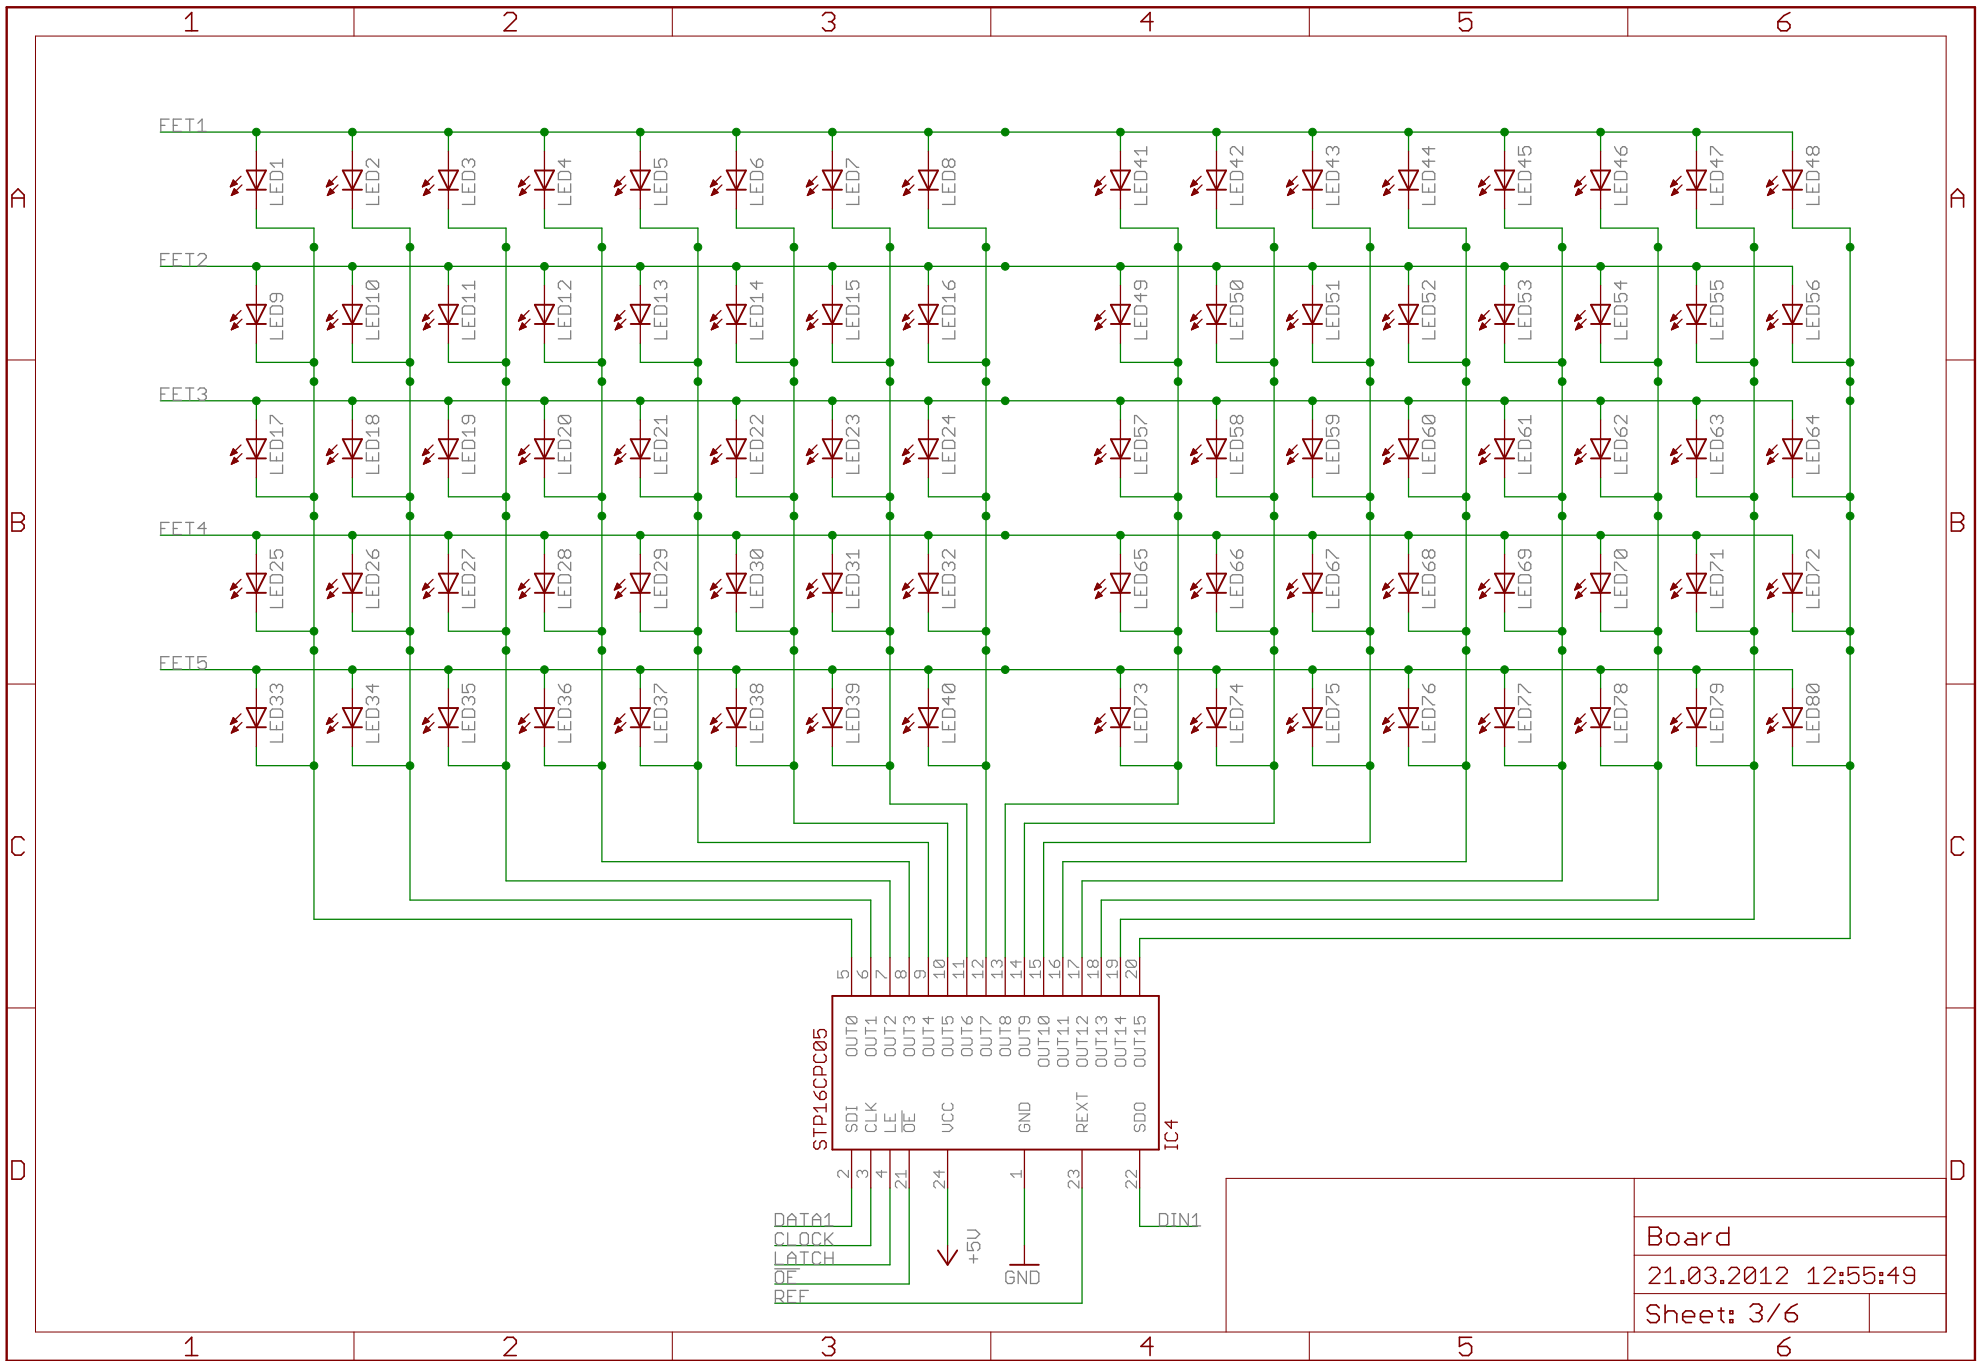 1 2 3 4 5 6
A A
FET1
LED1 LED2 LED3 LED4 LED5 LED6 LED7 LED8 LED41 LED42 LED43 LED44 LED45 LED46 LED47 LED48
FET2
LED9 LED10 LED11 LED12 LED13 LED14 LED15 LED16 LED49 LED50 LED51 LED52 LED53 LED54 LED55 LED56
FET3
LED17 LED18 LED19 LED20 LED21 LED22 LED23 LED24 LED57 LED58 LED59 LED60 LED61 LED62 LED63 LED64
B B
FET4
LED25 LED26 LED27 LED28 LED29 LED30 LED31 LED32 LED65 LED66 LED67 LED68 LED69 LED70 LED71 LED72
FET5
LED33 LED34 LED35 LED36 LED37 LED38 LED39 LED40 LED73 LED74 LED75 LED76 LED77 LED78 LED79 LED80
C C
5 6 7 8 9 10 11 12 13 14 15 16 17 18 19 20
OUT0 OUT1 OUT2 OUT3 OUT4 OUT5 OUT6 OUT7 OUT8 OUT9 OUT10 OUT11 OUT12 OUT13 OUT14 OUT15
STP16CPC05
SDI CLK LE OE VCC GND REXT SDO
IC4
D D
2 3 4 21 24 1 23 22
DATA1
CLOCK
LATCH
OE
REF
+5V
GND
DIN1
Board
21.03.2012 12:55:49
Sheet: 3/6
1 2 3 4 5 6